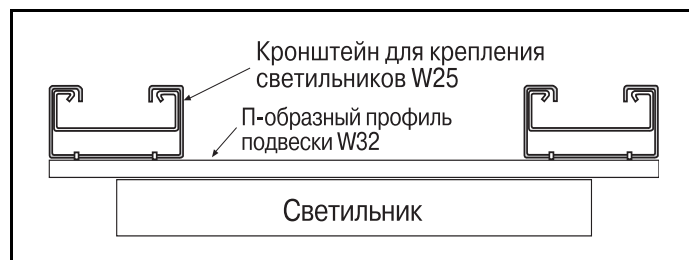 Кронштейн для крепления
светильников W25
П-образный профиль
подвески W32
Светильник